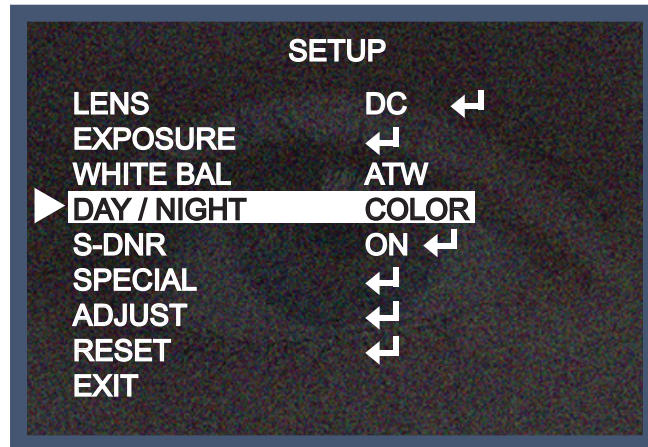 SETUP
LENS DC ↵
EXPOSURE ↵
WHITE BAL ATW
DAY / NIGHT COLOR
S-DNR ON ↵
SPECIAL ↵
ADJUST ↵
RESET ↵
EXIT